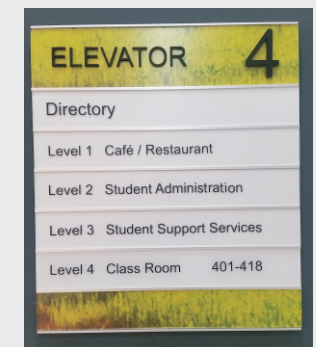 ELEVATOR 4
Directory
Level 1 Café / Restaurant
Level 2 Student Administration
Level 3 Student Support Services
Level 4 Class Room 401-418